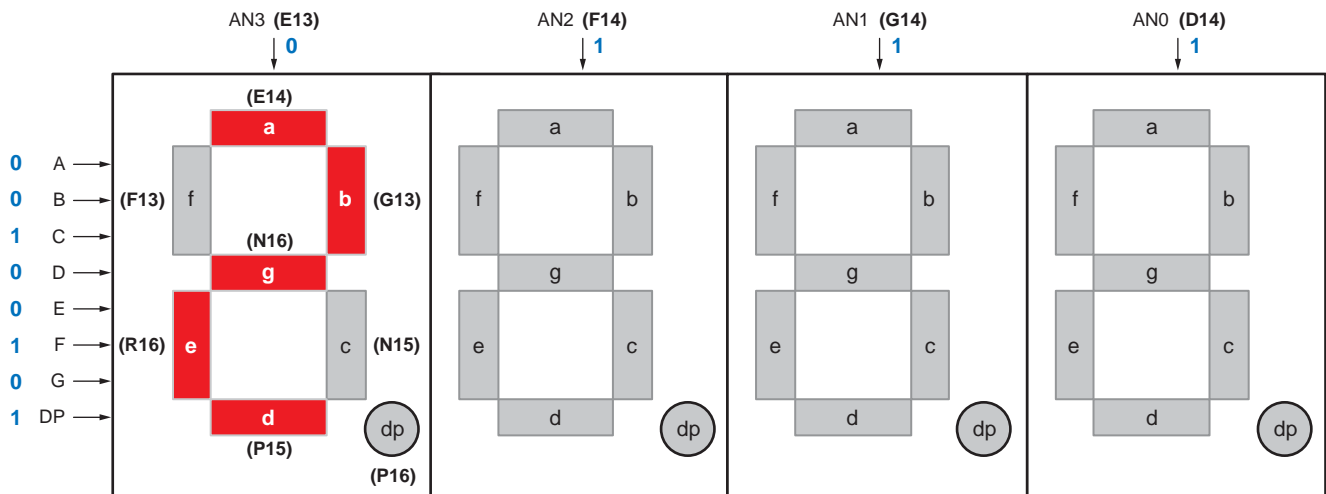 AN3 (E13) AN2 (F14) AN1 (G14) AN0 (D14)
0 1 1 1
(E14)
a a a a
0 A
0 B (F13) f b (G13) f b f b f b
1 C
(N16)
0 D g g g g
0 E
1 F (R16) e c (N15) e c e c e c
0 G
1 DP d dp d dp d dp d dp
(P15)
(P16)